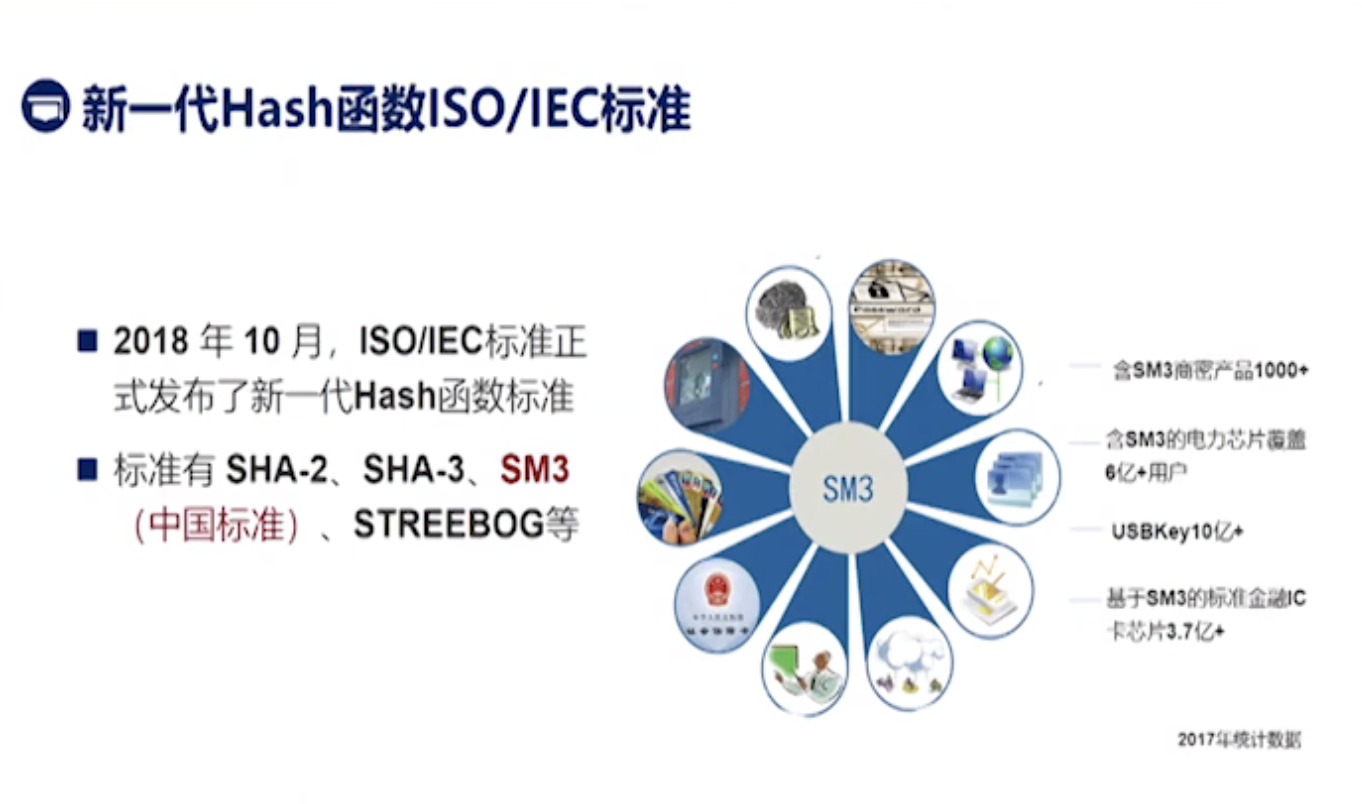 新一代Hash函数ISO/IEC标准
2018 年 10 月，ISO/IEC标准正
式发布了新一代Hash函数标准
标准有 SHA-2、SHA-3、SM3
（中国标准）、STREEBOG等
Password
SM3
含SM3商密产品1000+
含SM3的电力芯片覆盖
6亿+用户
USBKey10亿+
基于SM3的标准金融IC
卡芯片3.7亿+
2017年统计数据